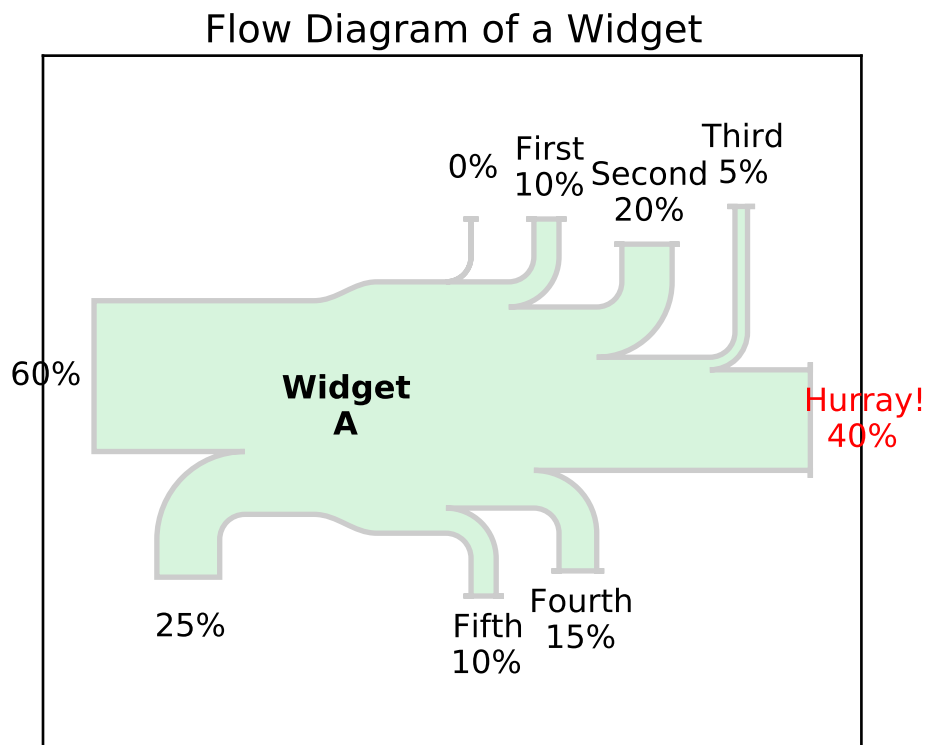 Flow Diagram of a Widget
0%
First
10%
Second
20%
Third
5%
60%
Widget
A
Hurray!
40%
25%
Fifth
10%
Fourth
15%